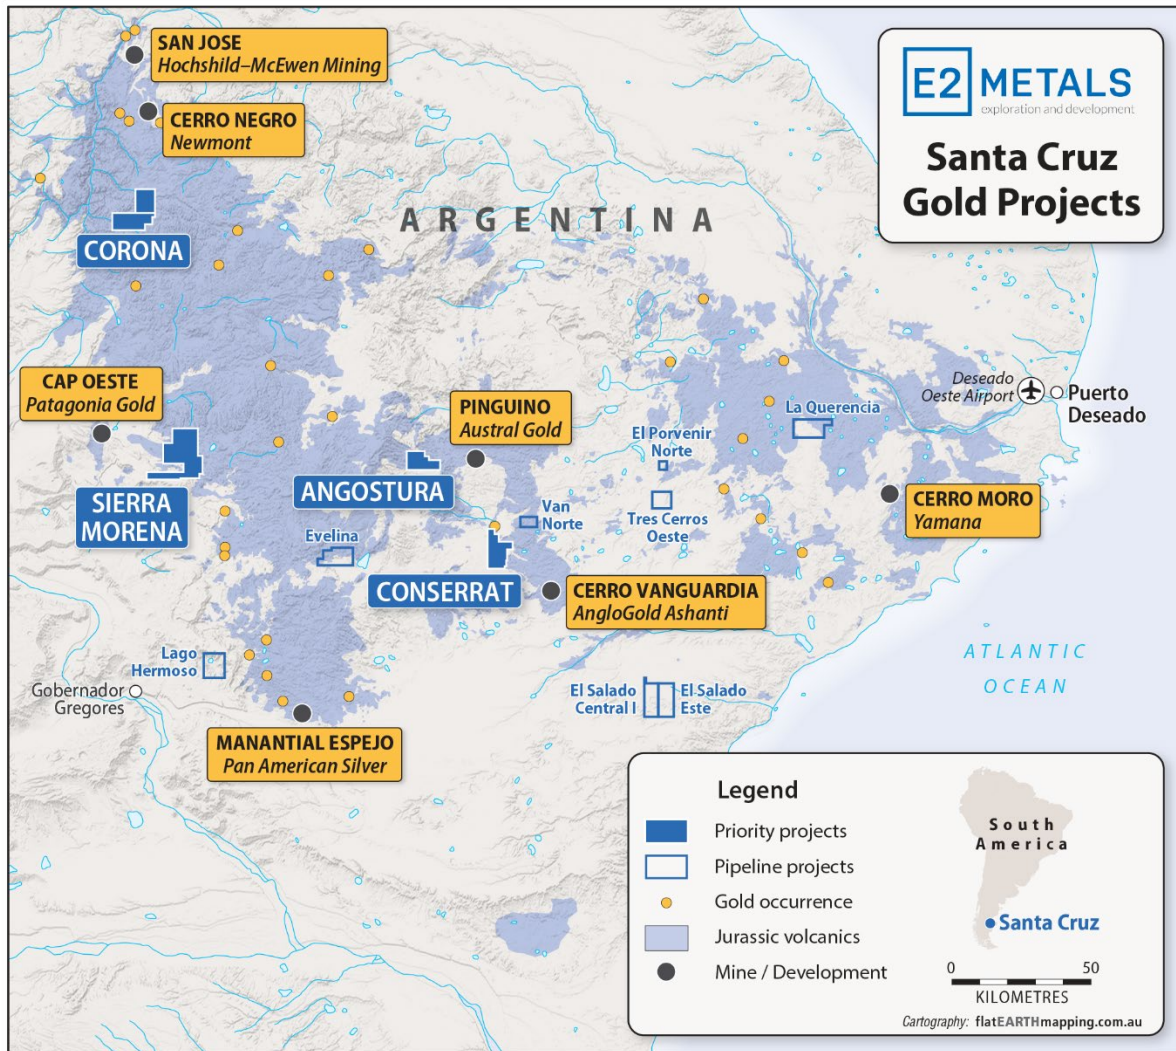 SAN JOSE
Hochshild–McEwen Mining
CERRO NEGRO
Newmont
E2 METALS
exploration and development
Santa Cruz
Gold Projects
ARGENTINA
CORONA
CAP OESTE
Patagonia Gold
PINGUINO
Austral Gold
Deseado
Oeste Airport
Puerto
Deseado
La Querencia
El Porvenir
Norte
SIERRA
MORENA
ANGOSTURA
CERRO MORO
Yamana
Van
Norte
Tres Cerros
Oeste
Evelina
CONSERRAT
CERRO VANGUARDIA
AngloGold Ashanti
Lago
Hermoso
Gobernador
Gregores
ATLANTIC
OCEAN
El Salado
Central I
El Salado
Este
MANANTIAL ESPEJO
Pan American Silver
Legend
Priority projects
Pipeline projects
Gold occurrence
Jurassic volcanics
Mine / Development
South
America
Santa Cruz
0 50
KILOMETRES
Cartography: flatEARTHmapping.com.au